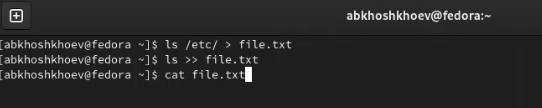 abkhoshkhoev@fedora:~
[abkhoshkhoev@fedora ~]$ ls /etc/ > file.txt
[abkhoshkhoev@fedora ~]$ ls >> file.txt
[abkhoshkhoev@fedora ~]$ cat file.txt